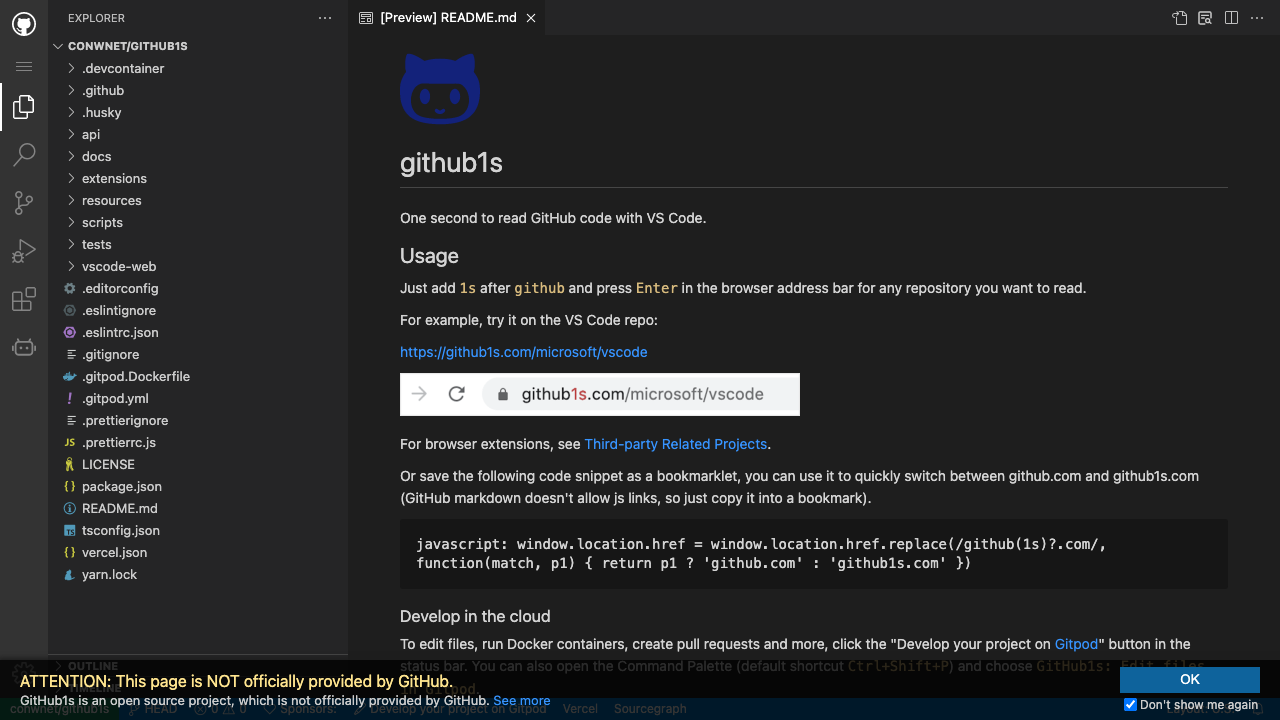 EXPLORER
CONWNET/GITHUB1S
.devcontainer
.github
.husky
api
docs
extensions
resources
scripts
tests
vscode-web
.editorconfig
.eslintignore
.eslintrc.json
.gitignore
.gitpod.Dockerfile
.gitpod.yml
.prettierignore
JS .prettierrc.js
LICENSE
package.json
README.md
TS tsconfig.json
vercel.json
yarn.lock
OUTLINE
TIMELINE
[Preview] README.md
github1s
One second to read GitHub code with VS Code.
Usage
Just add 1s after github and press Enter in the browser address bar for any repository you want to read.
For example, try it on the VS Code repo:
https://github1s.com/microsoft/vscode
github1s.com/microsoft/vscode
For browser extensions, see Third-party Related Projects.
Or save the following code snippet as a bookmarklet, you can use it to quickly switch between github.com and github1s.com
(GitHub markdown doesn't allow js links, so just copy it into a bookmark).
javascript: window.location.href = window.location.href.replace(/github(1s)?.com/,
function(match, p1) { return p1 ? 'github.com' : 'github1s.com' })
Develop in the cloud
To edit files, run Docker containers, create pull requests and more, click the "Develop your project on Gitpod" button in the
status bar. You can also open the Command Palette (default shortcut Ctrl+Shift+P) and choose GitHub1s: Edit files
in Gitpod.
ATTENTION: This page is NOT officially provided by GitHub.
GitHub1s is an open source project, which is not officially provided by GitHub. See more
OK
Don't show me again
conwnet/github1s HEAD 0 0 Sponsors: Develop your project on Gitpod Vercel Sourcegraph